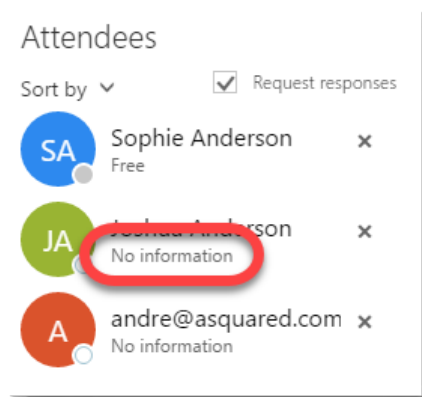 Attendees
Sort by
Request responses
SA
Sophie Anderson
Free
JA
Joshua Anderson
No information
A
andre@asquared.com
No information